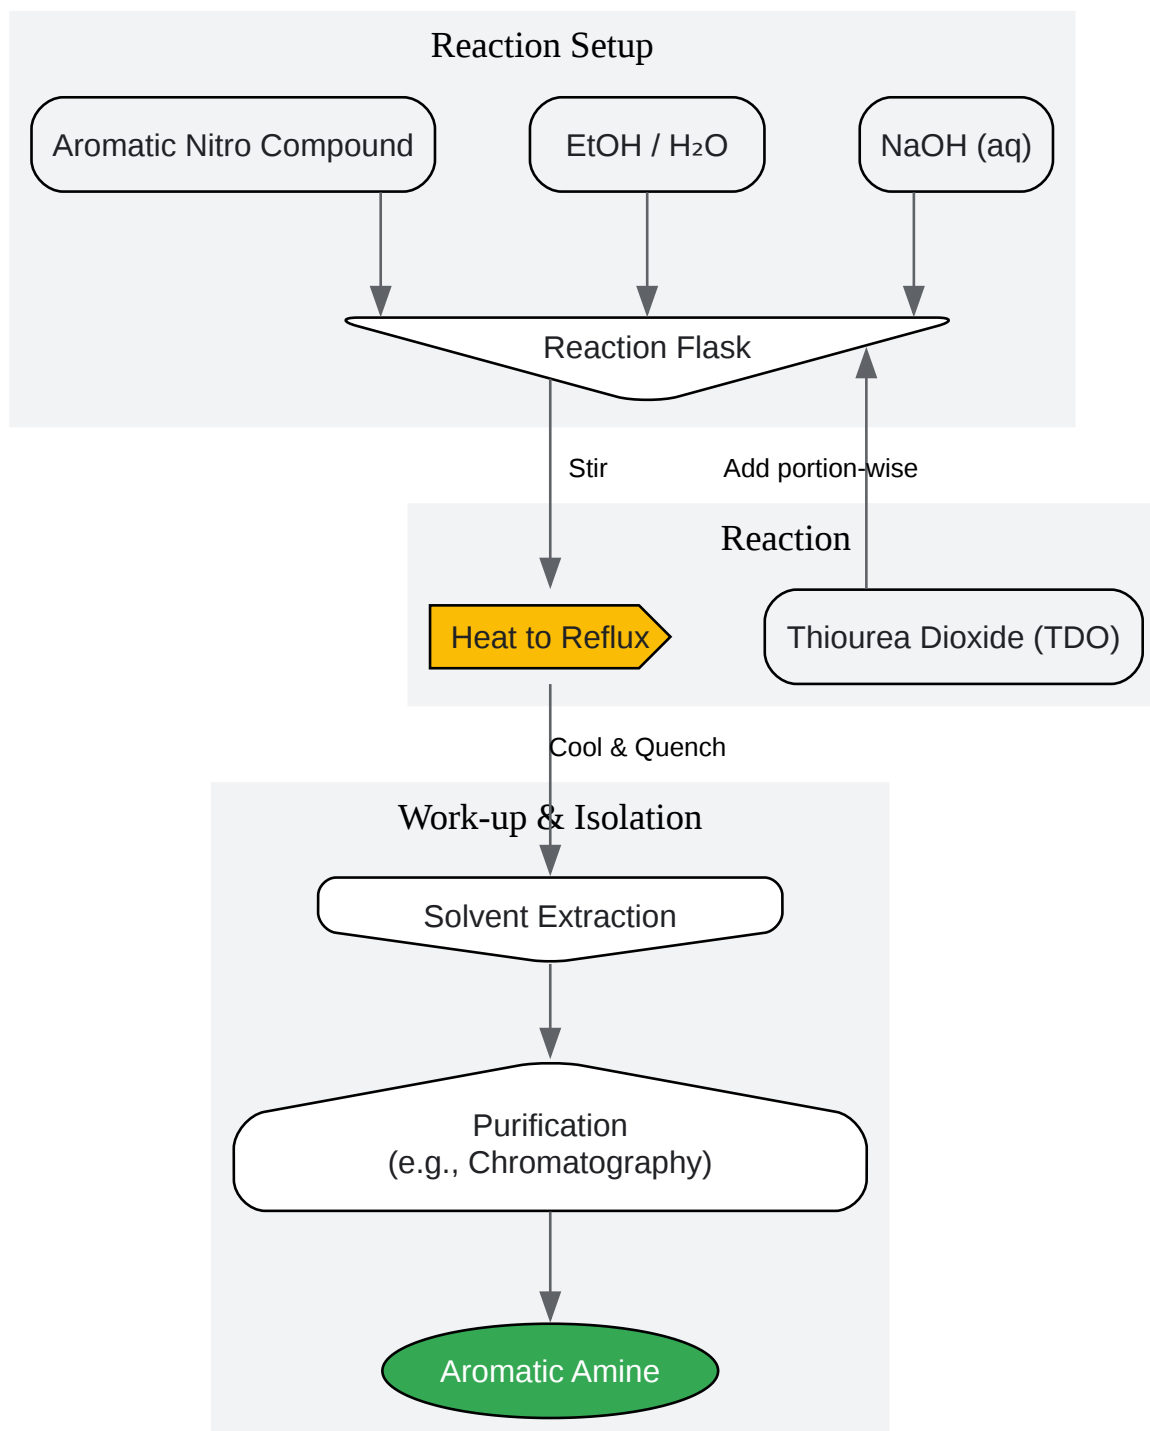 Reaction Setup
Aromatic Nitro Compound
EtOH / H₂O
NaOH (aq)
Reaction Flask
Stir
Add portion-wise
Reaction
Heat to Reflux
Thiourea Dioxide (TDO)
Cool & Quench
Work-up & Isolation
Solvent Extraction
Purification
(e.g., Chromatography)
Aromatic Amine